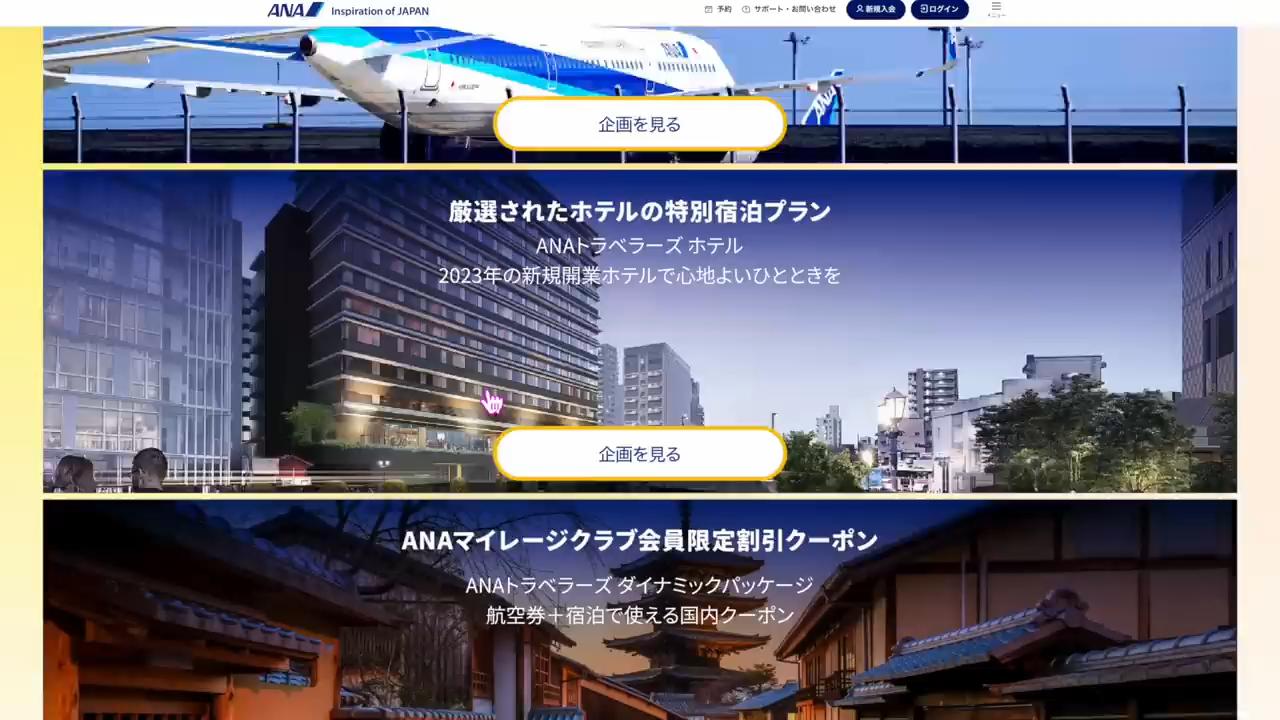 ANA Inspiration of JAPAN
予約 サポート・お問い合わせ 新規入会 ログイン
メニュー
ANA
ANA
企画を見る
厳選されたホテルの特別宿泊プラン
ANAトラベラーズ ホテル
2023年の新規開業ホテルで心地よいひとときを
企画を見る
ANAマイレージクラブ会員限定割引クーポン
ANAトラベラーズ ダイナミックパッケージ
航空券＋宿泊で使える国内クーポン